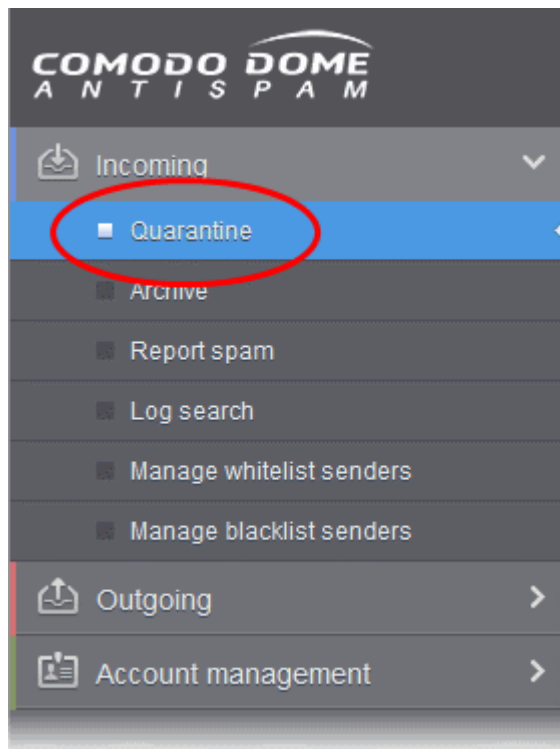 COMODO DOME
ANTISPAM
Incoming
Quarantine
Archive
Report spam
Log search
Manage whitelist senders
Manage blacklist senders
Outgoing
Account management